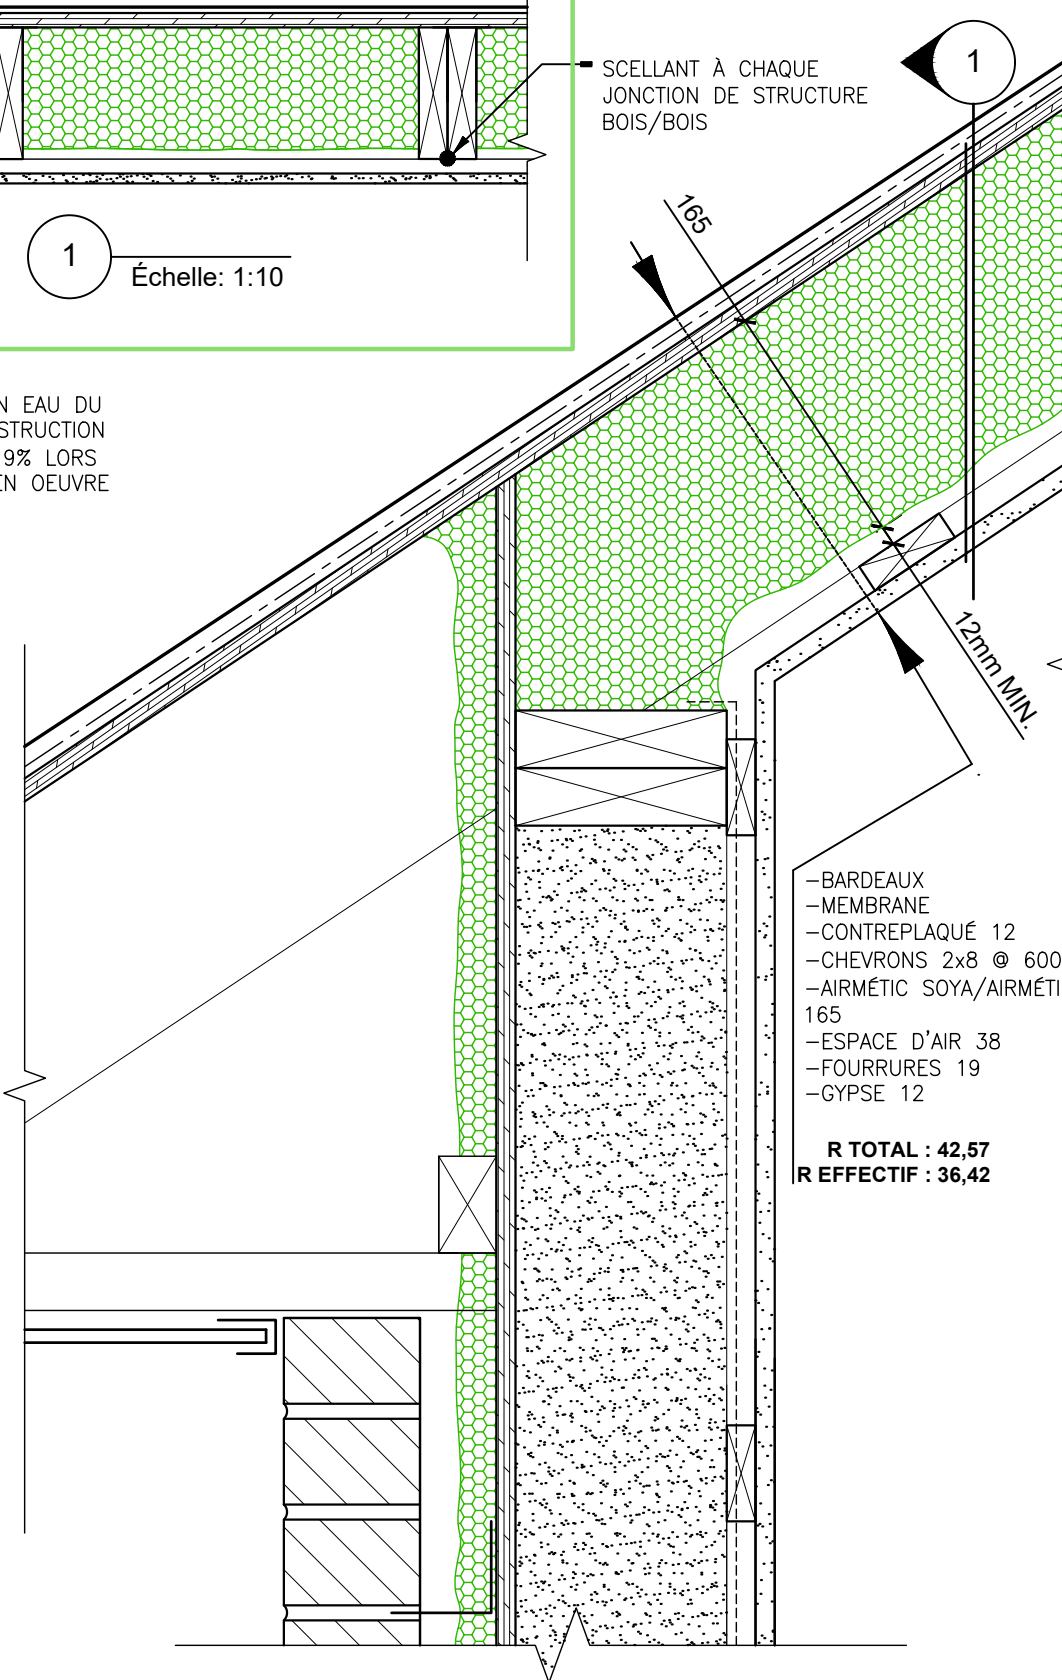 SCELLANT À CHAQUE
JONCTION DE STRUCTURE
BOIS/BOIS
1
1
Échelle: 1:10
165
N EAU DU
STRUCTION
9% LORS
EN OEUVRE
12mm MIN.
-BARDEAUX
-MEMBRANE
-CONTREPLAQUÉ 12
-CHEVRONS 2x8 @ 600
-AIRMÉTIC SOYA/AIRMÉTI
165
-ESPACE D'AIR 38
-FOURRURES 19
-GYPSE 12
R TOTAL : 42,57
R EFFECTIF : 36,42